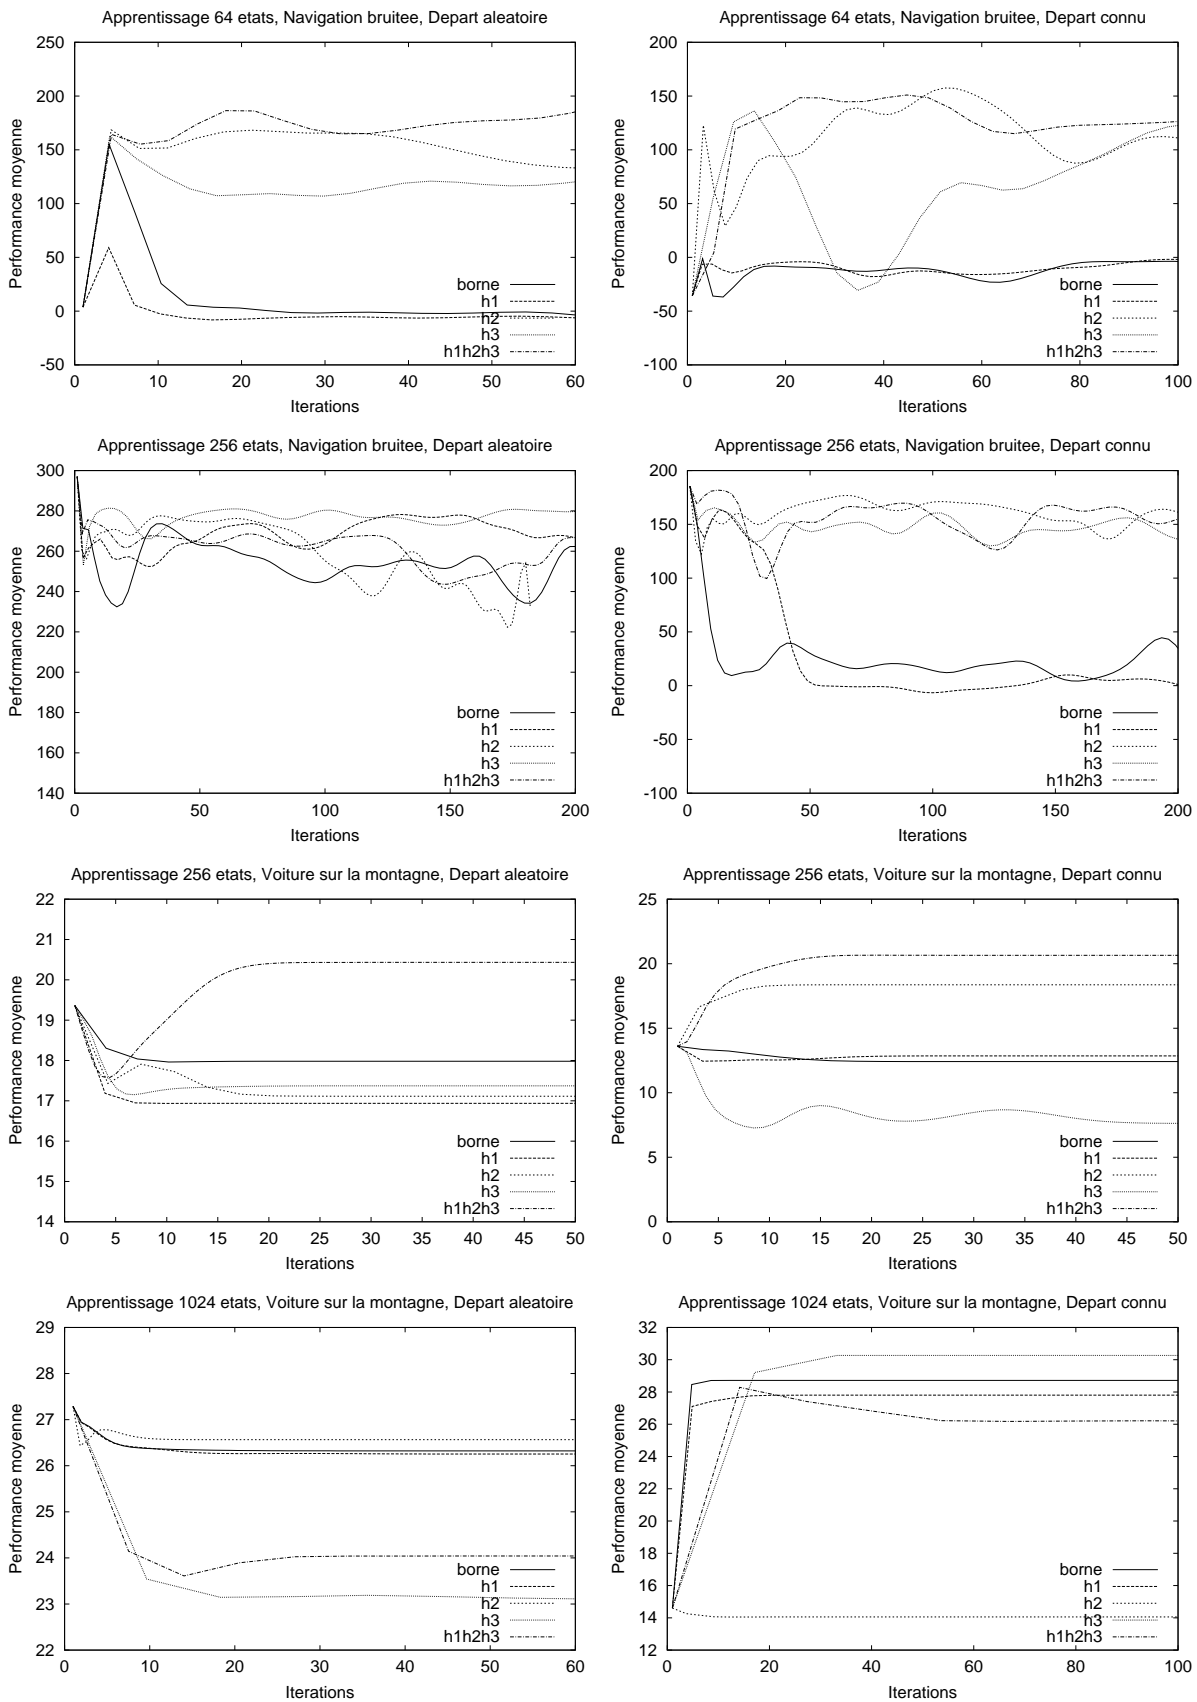 Apprentissage 64 etats, Navigation bruitee, Depart aleatoire
250
200
150
100
50
0
-50
0 10 20 30 40 50 60
Performance moyenne
Iterations
borne
h1
h2
h3
h1h2h3
Apprentissage 64 etats, Navigation bruitee, Depart connu
200
150
100
50
0
-50
-100
0 20 40 60 80 100
Performance moyenne
Iterations
borne
h1
h2
h3
h1h2h3
Apprentissage 256 etats, Navigation bruitee, Depart aleatoire
300
280
260
240
220
200
180
160
140
0 50 100 150 200
Performance moyenne
Iterations
borne
h1
h2
h3
h1h2h3
Apprentissage 256 etats, Navigation bruitee, Depart connu
200
150
100
50
0
-50
-100
0 50 100 150 200
Performance moyenne
Iterations
borne
h1
h2
h3
h1h2h3
Apprentissage 256 etats, Voiture sur la montagne, Depart aleatoire
22
21
20
19
18
17
16
15
14
0 5 10 15 20 25 30 35 40 45 50
Performance moyenne
Iterations
borne
h1
h2
h3
h1h2h3
Apprentissage 256 etats, Voiture sur la montagne, Depart connu
25
20
15
10
5
0
0 5 10 15 20 25 30 35 40 45 50
Performance moyenne
Iterations
borne
h1
h2
h3
h1h2h3
Apprentissage 1024 etats, Voiture sur la montagne, Depart aleatoire
29
28
27
26
25
24
23
22
0 10 20 30 40 50 60
Performance moyenne
Iterations
borne
h1
h2
h3
h1h2h3
Apprentissage 1024 etats, Voiture sur la montagne, Depart connu
32
30
28
26
24
22
20
18
16
14
12
0 20 40 60 80 100
Performance moyenne
Iterations
borne
h1
h2
h3
h1h2h3